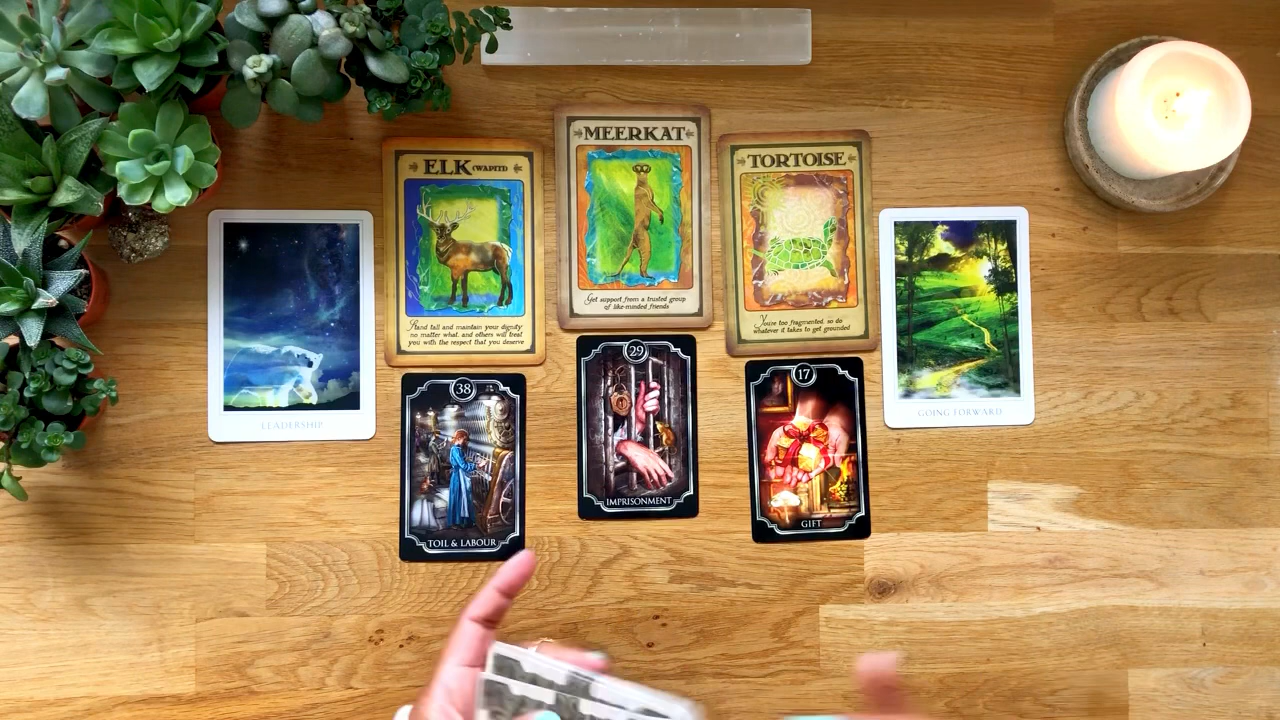 MEERKAT
Get support from a trusted group
of like-minded friends
ELK (WAPITI)
Stand tall and maintain your dignity
no matter what, and others will treat
you with the respect that you deserve
TORTOISE
You're too fragmented, so do
whatever it takes to get grounded
LEADERSHIP
GOING FORWARD
38
TOIL & LABOUR
29
IMPRISONMENT
17
GIFT